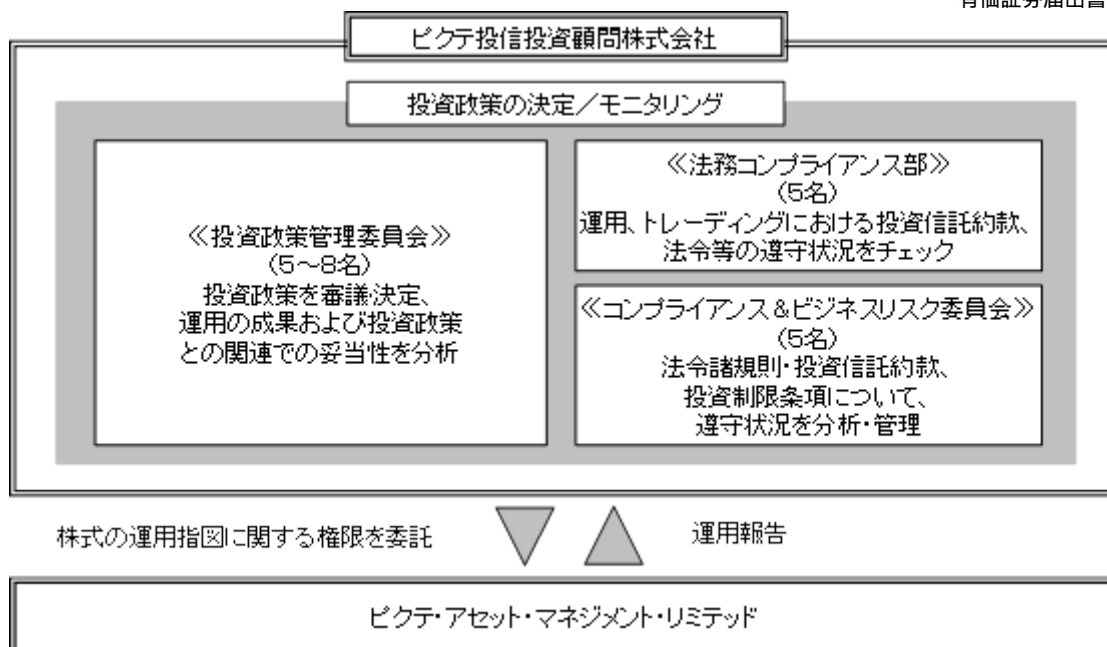 有価証券届出書
ピクテ投信投資顧問株式会社
投資政策の決定／モニタリング
≪投資政策管理委員会≫
(5～8名)
投資政策を審議・決定、
運用の成果および投資政策
との関連での妥当性を分析
≪法務コンプライアンス部≫
(5名)
運用、トレーディングにおける投資信託約款、
法令等の遵守状況をチェック
≪コンプライアンス＆ビジネスリスク委員会≫
(5名)
法令諸規則・投資信託約款、
投資制限条項について、
遵守状況を分析・管理
株式の運用指図に関する権限を委託
運用報告
ピクテ・アセット・マネジメント・リミテッド